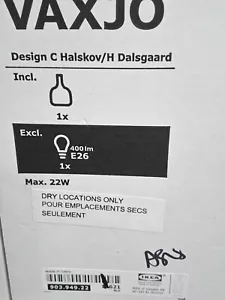 VÄXJÖ
Design C Halskov/H Dalsgaard
Incl.
1x
Excl.
400lm
E26
1x
Max. 22W
DRY LOCATIONS ONLY
POUR EMPLACEMENTS SECS
SEULEMENT
IKEA
903.949.22